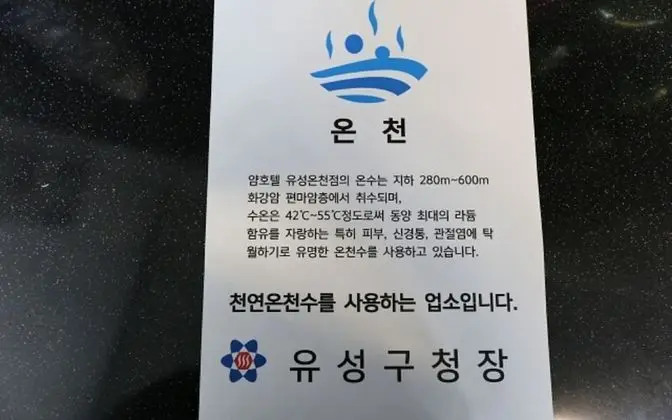 온 천
얌호텔 유성온천점의 온수는 지하 280m~600m
화강암 편마암층에서 취수되며,
수온은 42℃~55℃정도로써 동양 최대의 라듐
함유를 자랑하는 특히 피부, 신경통, 관절염에 탁
월하기로 유명한 온천수를 사용하고 있습니다.
천연온천수를 사용하는 업소입니다.
유성구청장